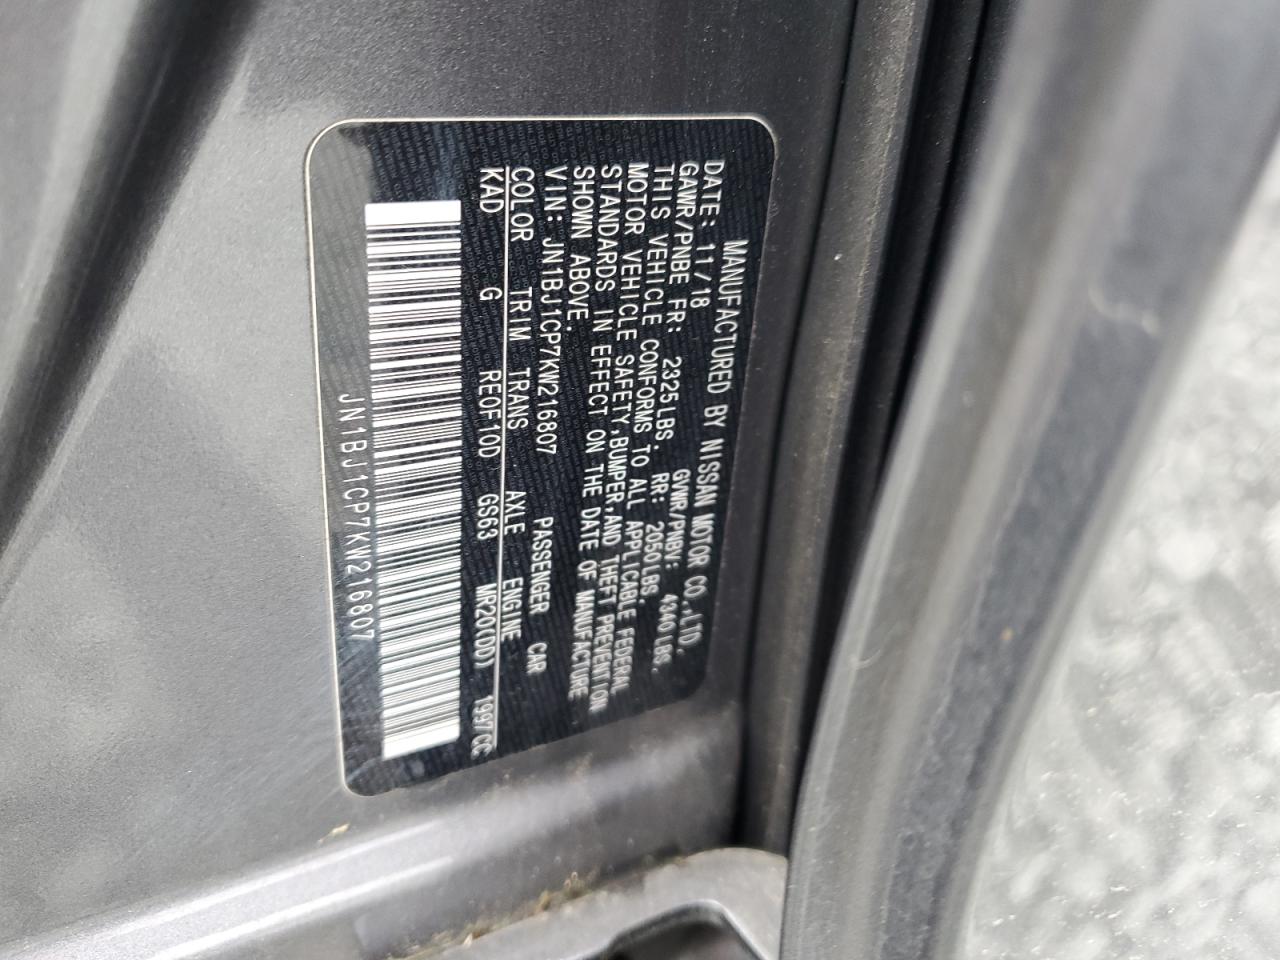 MANUFACTURED BY NISSAN MOTOR CO.,LTD.
DATE: 11/18 GVWR/PNBV: 4340 LBS.
GAWR/PNBE FR: 2325 LBS. RR: 2050 LBS.
THIS VEHICLE CONFORMS TO ALL APPLICABLE FEDERAL
MOTOR VEHICLE SAFETY,BUMPER,AND THEFT PREVENTION
STANDARDS IN EFFECT ON THE DATE OF MANUFACTURE
SHOWN ABOVE.
VIN: JN1BJ1CP7KW216807 PASSENGER CAR
COLOR TRIM TRANS AXLE ENGINE
KAD G RE0F10D GS63 MR20(DD) 1997CC
JN1BJ1CP7KW216807